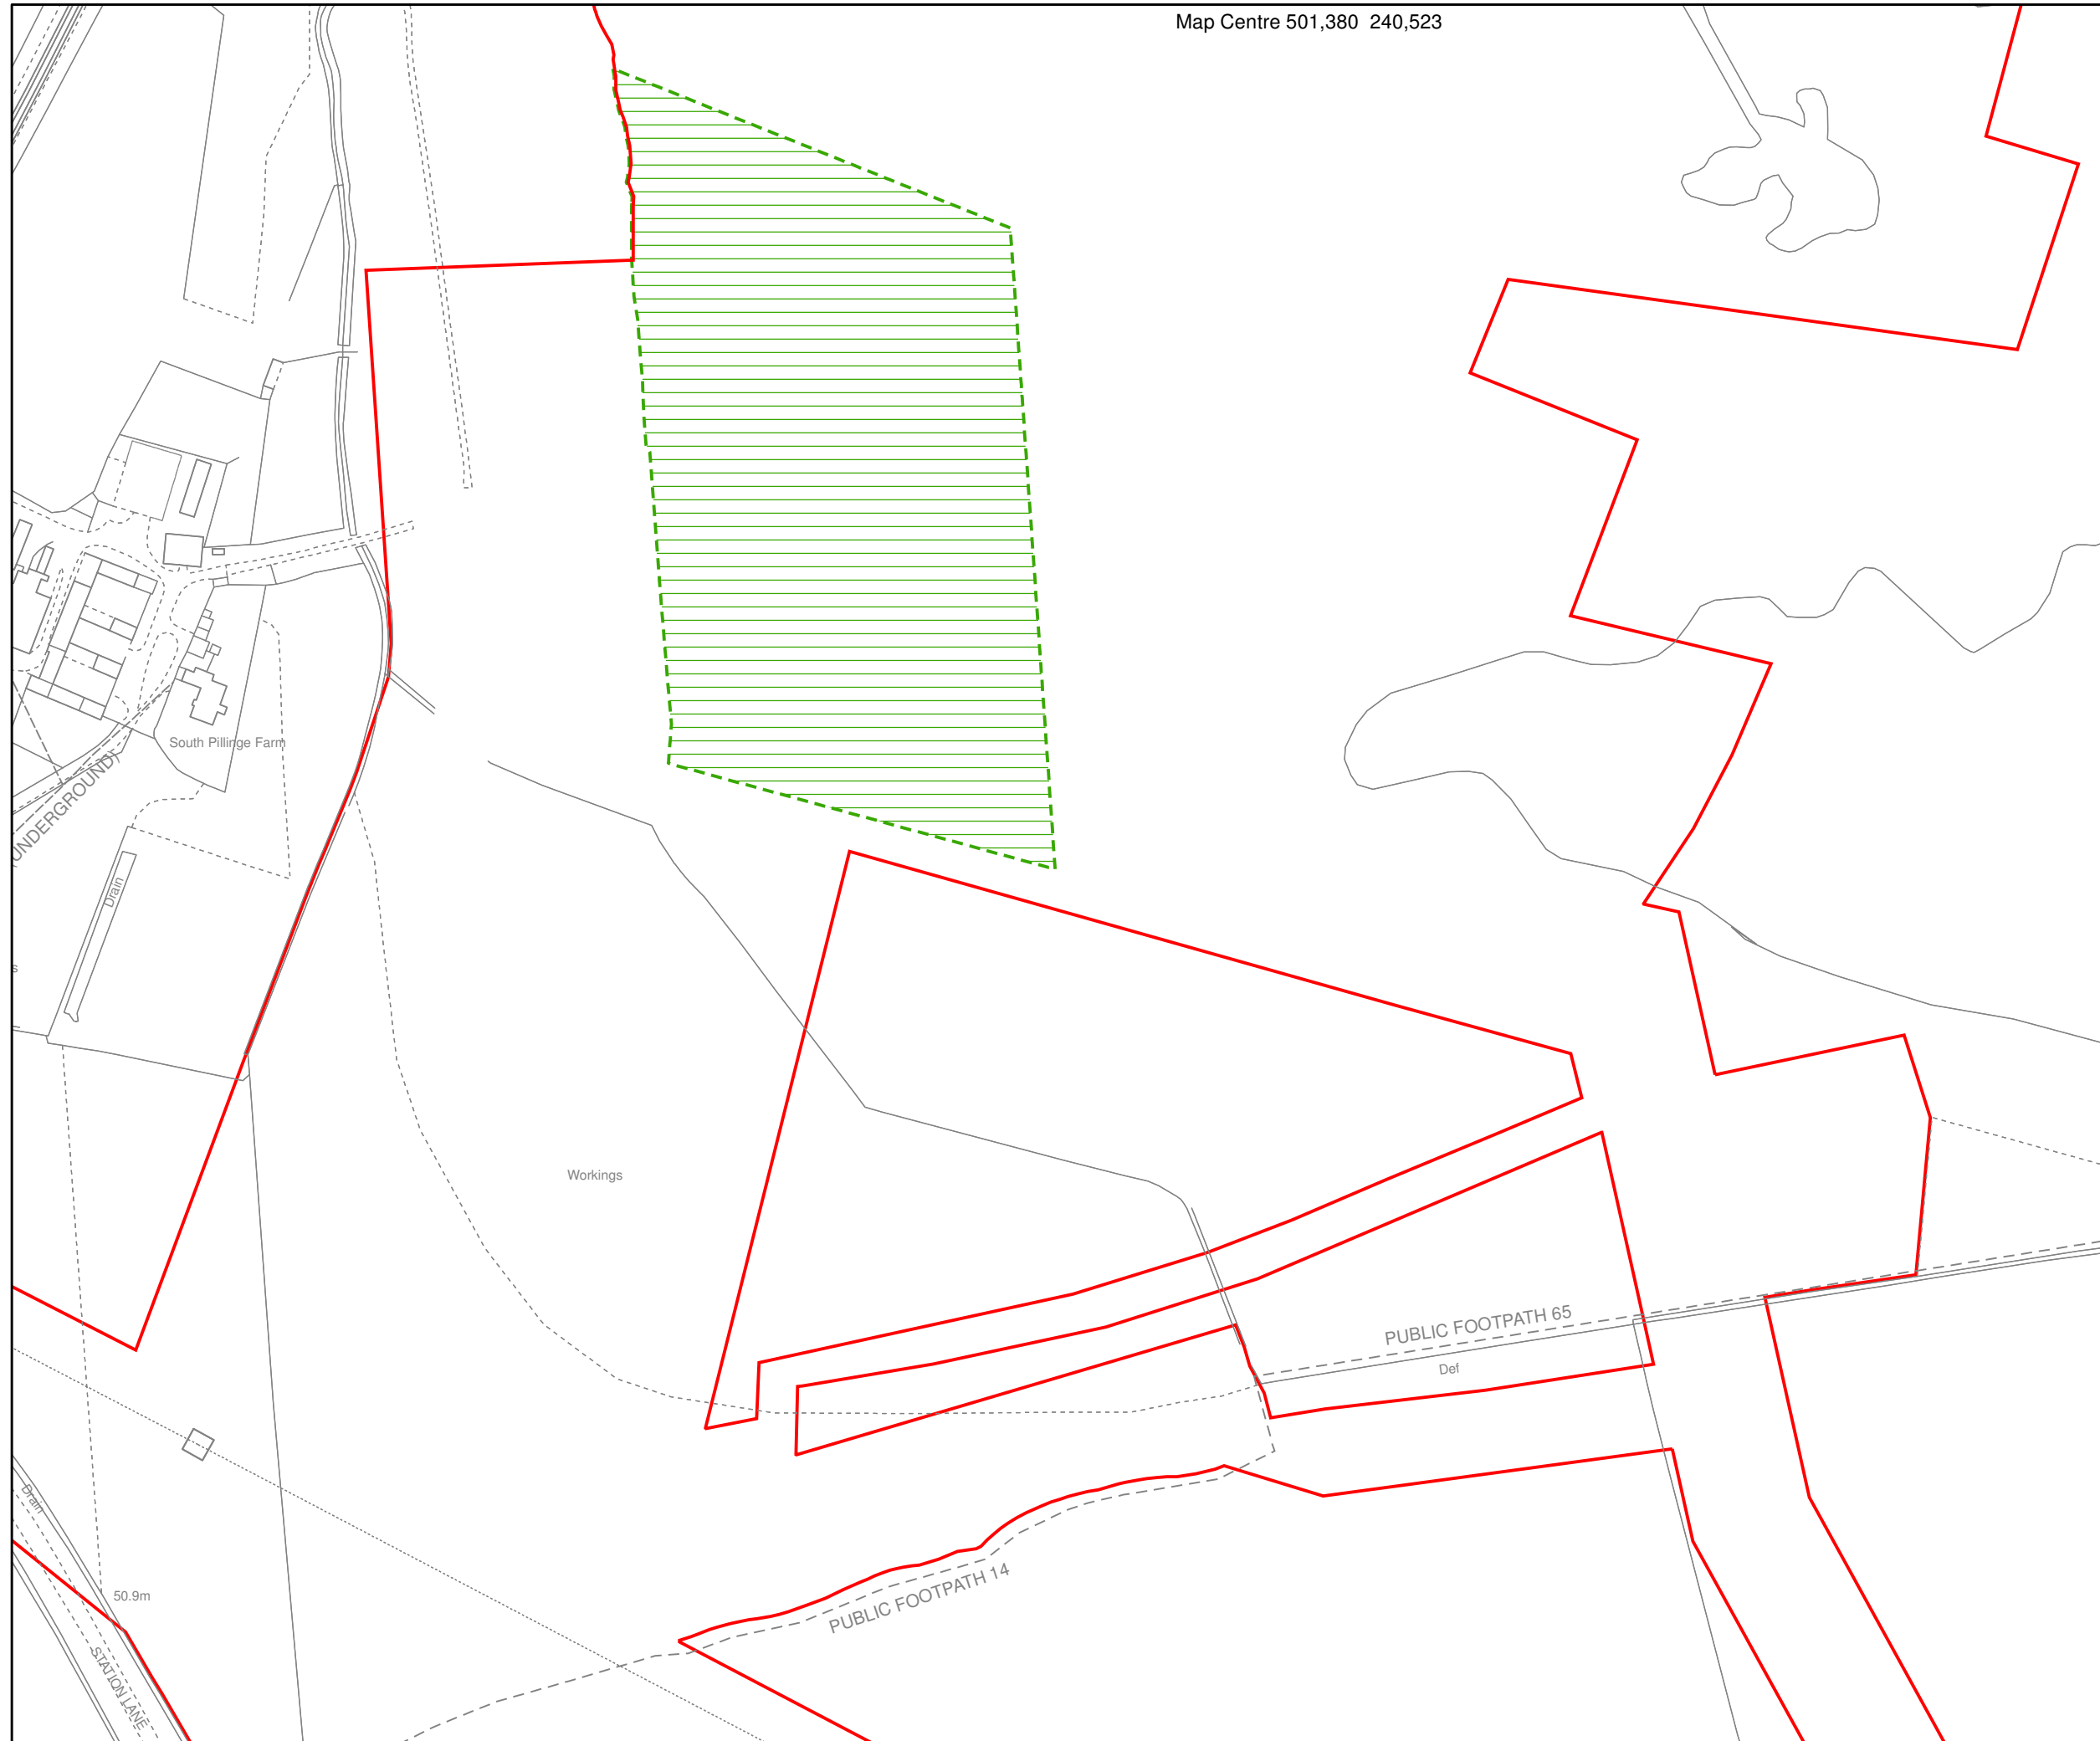 Map Centre 501,380 240,523
South Pillinge Farm
(UNDERGROUND)
Drain
s
Workings
PUBLIC FOOTPATH 65
Def
Drain
PUBLIC FOOTPATH 14
50.9m
STATION LANE